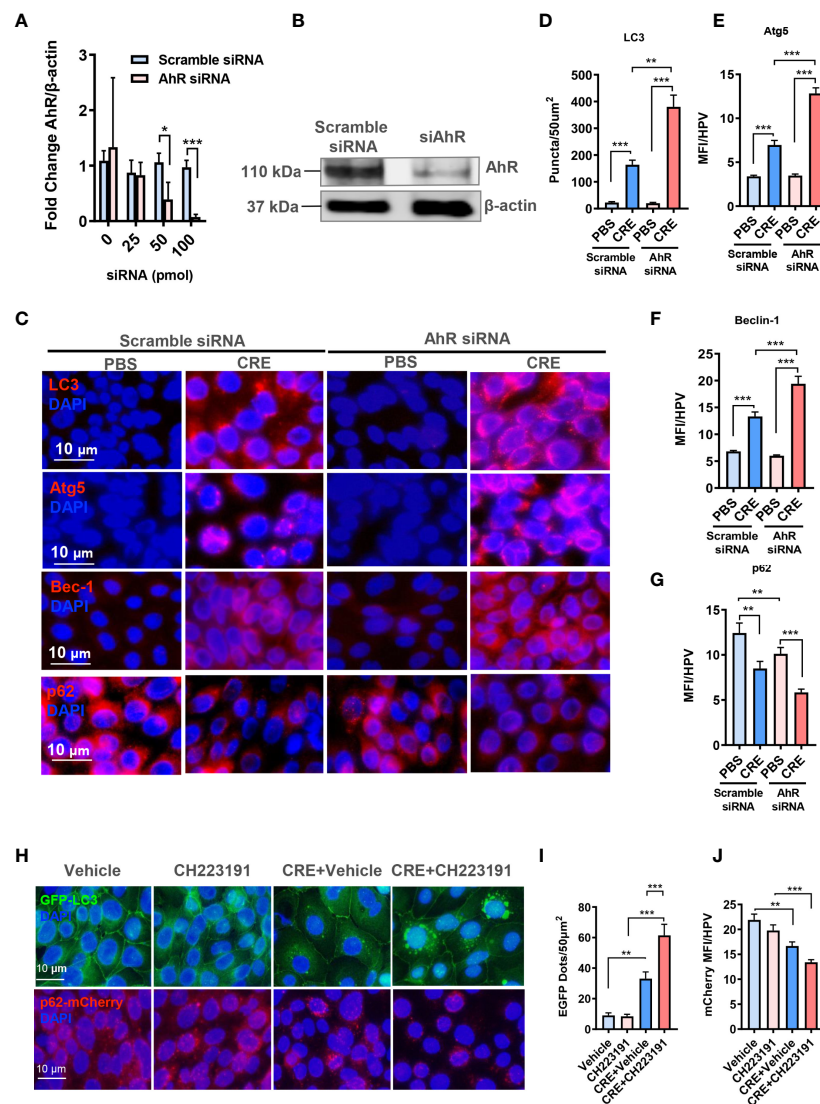 A
Fold Change AhR/β-actin
3
2
1
0
Scramble siRNA
AhR siRNA
*
***
0
25
50
100
siRNA (pmol)
B
Scramble
siRNA
siAhR
110 kDa
AhR
37 kDa
β-actin
D
LC3
Puncta/50um²
500
400
300
200
100
0
***
**
***
PBS
CRE
PBS
CRE
Scramble
siRNA
AhR
siRNA
E
Atg5
MFI/HPV
15
10
5
0
***
***
***
PBS
CRE
PBS
CRE
Scramble
siRNA
AhR
siRNA
C
Scramble siRNA
AhR siRNA
PBS
CRE
PBS
CRE
LC3
DAPI
10 µm
Atg5
DAPI
10 µm
Bec-1
DAPI
10 µm
p62
DAPI
10 µm
F
Beclin-1
MFI/HPV
25
20
15
10
5
0
***
***
***
PBS
CRE
PBS
CRE
Scramble
siRNA
AhR
siRNA
G
p62
MFI/HPV
15
10
5
0
**
**
***
PBS
CRE
PBS
CRE
Scramble
siRNA
AhR
siRNA
H
Vehicle
CH223191
CRE+Vehicle
CRE+CH223191
GFP-LC3
DAPI
10 µm
p62-mCherry
DAPI
10 µm
I
EGFP Dots/50µm²
80
60
40
20
0
**
***
***
Vehicle
CH223191
CRE+Vehicle
CRE+CH223191
J
mCherry MFI/HPV
25
20
15
10
5
0
**
***
Vehicle
CH223191
CRE+Vehicle
CRE+CH223191